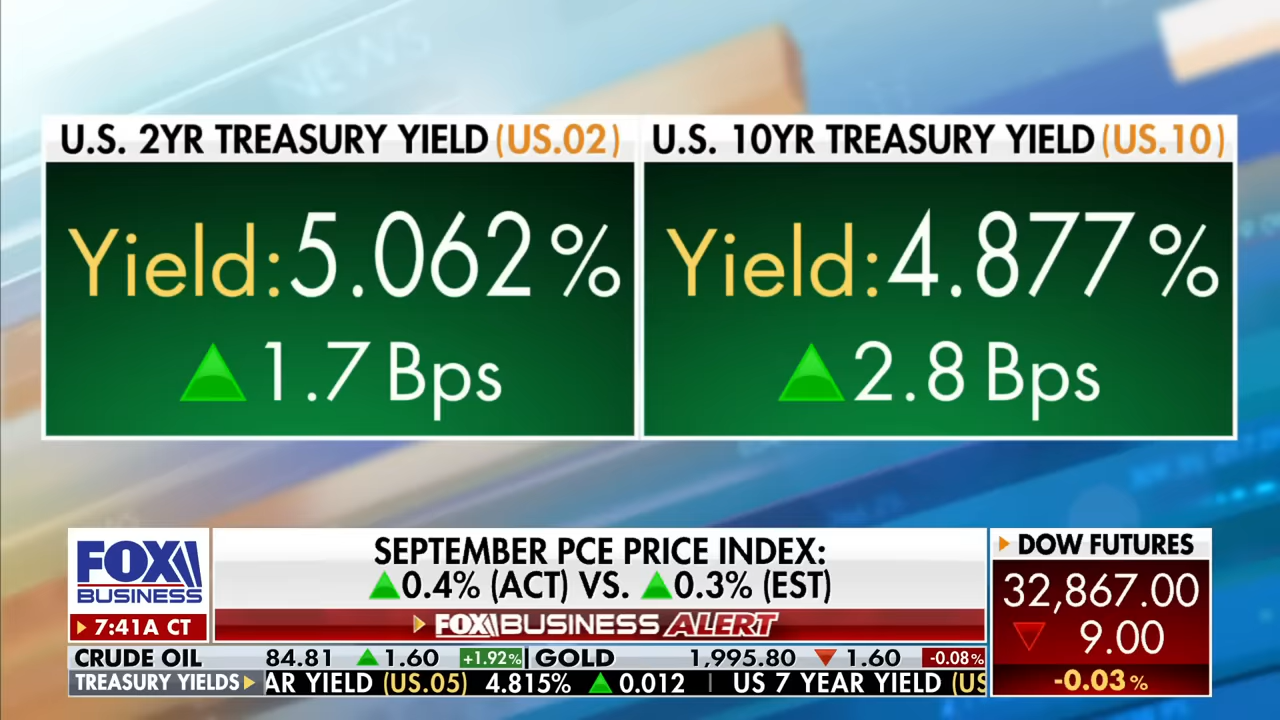 NEWS
U.S. 2YR TREASURY YIELD (US.02)
Yield: 5.062%
▲ 1.7 Bps
U.S. 10YR TREASURY YIELD (US.10)
Yield: 4.877%
▲ 2.8 Bps
FOX
BUSINESS
7:41A CT
SEPTEMBER PCE PRICE INDEX:
▲0.4% (ACT) VS. ▲0.3% (EST)
FOX BUSINESS ALERT
DOW FUTURES
32,867.00
▼ 9.00
-0.03%
CRUDE OIL 84.81 ▲ 1.60 +1.92% GOLD 1,995.80 ▼ 1.60 -0.08%
TREASURY YIELDS AR YIELD (US.05) 4.815% ▲ 0.012 | US 7 YEAR YIELD (US